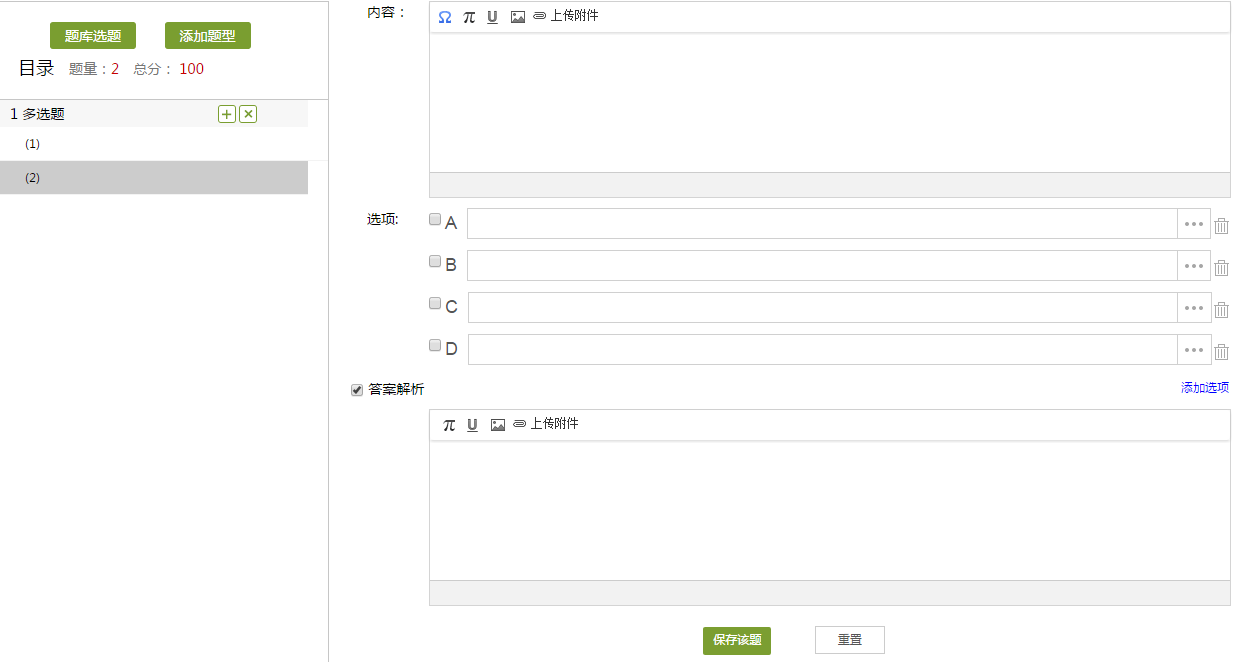 题库选题 添加题型
目录 题量：2 总分： 100
1 多选题
(1)
(2)
内容：
Ω π U 上传附件
选项:
A
B
C
D
答案解析
添加选项
π U 上传附件
保存该题 重置